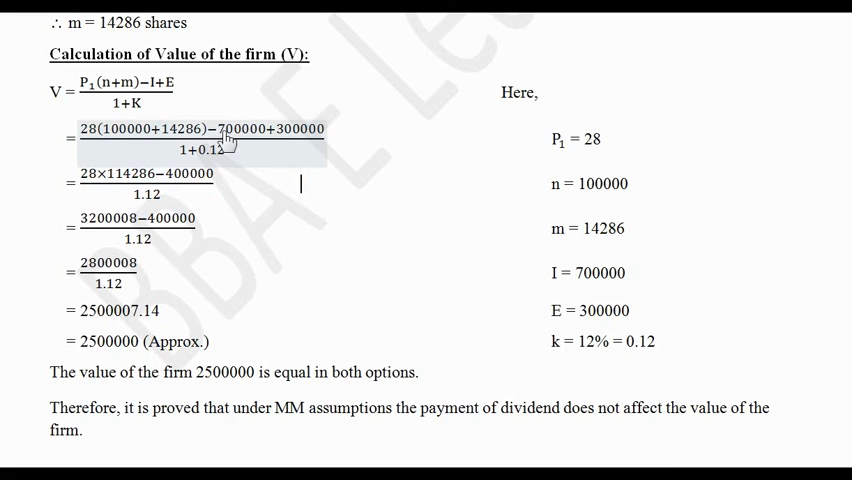 ∴ m = 14286 shares
Calculation of Value of the firm (V):
V = P₁(n+m)−I+E / 1+K
Here,
= 28(100000+14286)−700000+300000 / 1+0.12
P₁ = 28
= 28×114286−400000 / 1.12
n = 100000
= 3200008−400000 / 1.12
m = 14286
= 2800008 / 1.12
I = 700000
= 2500007.14
E = 300000
= 2500000 (Approx.)
k = 12% = 0.12
The value of the firm 2500000 is equal in both options.
Therefore, it is proved that under MM assumptions the payment of dividend does not affect the value of the
firm.
BBAE Le